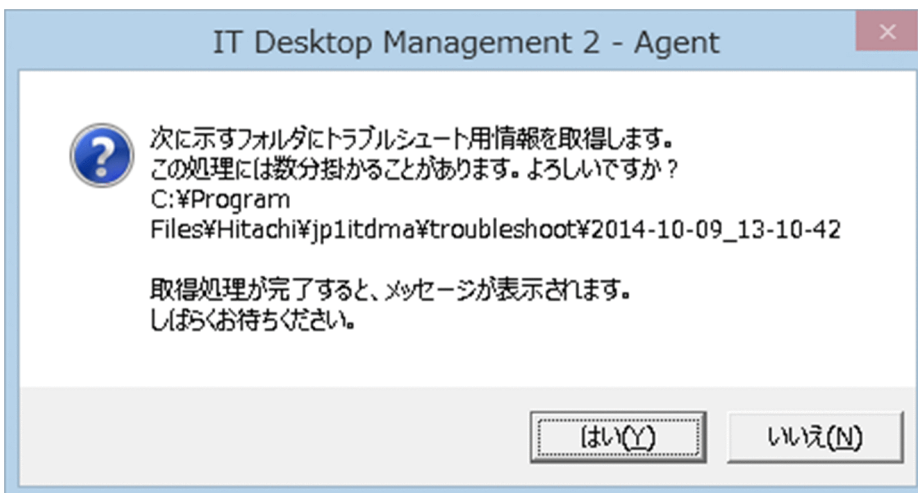 IT Desktop Management 2 - Agent
次に示すフォルダにトラブルシュート用情報を取得します。
この処理には数分掛かることがあります。よろしいですか？
C:¥Program
Files¥Hitachi¥jp1itdma¥troubleshoot¥2014-10-09_13-10-42
取得処理が完了すると、メッセージが表示されます。
しばらくお待ちください。
はい(Y)
いいえ(N)